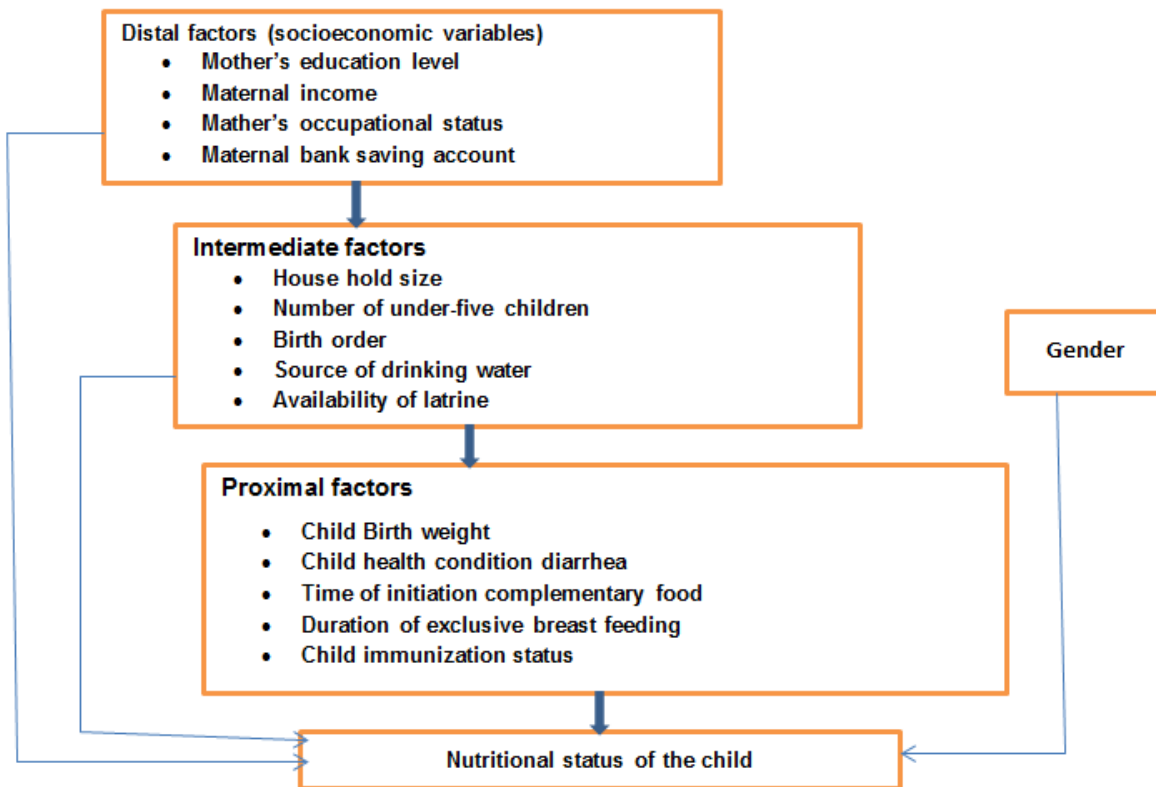 Distal factors (socioeconomic variables)
• Mother's education level
• Maternal income
• Mather's occupational status
• Maternal bank saving account
Intermediate factors
• House hold size
• Number of under-five children
• Birth order
• Source of drinking water
• Availability of latrine
Gender
Proximal factors
• Child Birth weight
• Child health condition diarrhea
• Time of initiation complementary food
• Duration of exclusive breast feeding
• Child immunization status
Nutritional status of the child